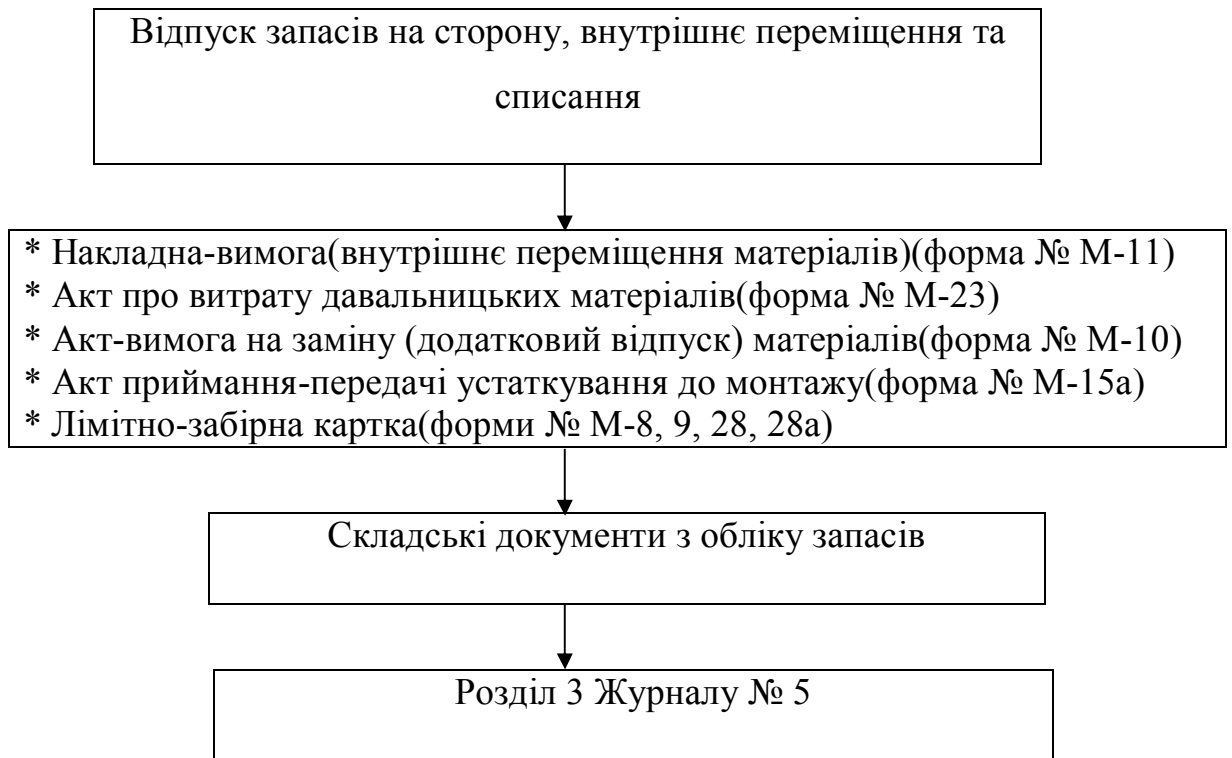 Відпуск запасів на сторону, внутрішнє переміщення та
списання
* Накладна-вимога(внутрішнє переміщення матеріалів)(форма № М-11)
* Акт про витрату давальницьких матеріалів(форма № М-23)
* Акт-вимога на заміну (додатковий відпуск) матеріалів(форма № М-10)
* Акт приймання-передачі устаткування до монтажу(форма № М-15а)
* Лімітно-забірна картка(форми № М-8, 9, 28, 28а)
Складські документи з обліку запасів
Розділ 3 Журналу № 5